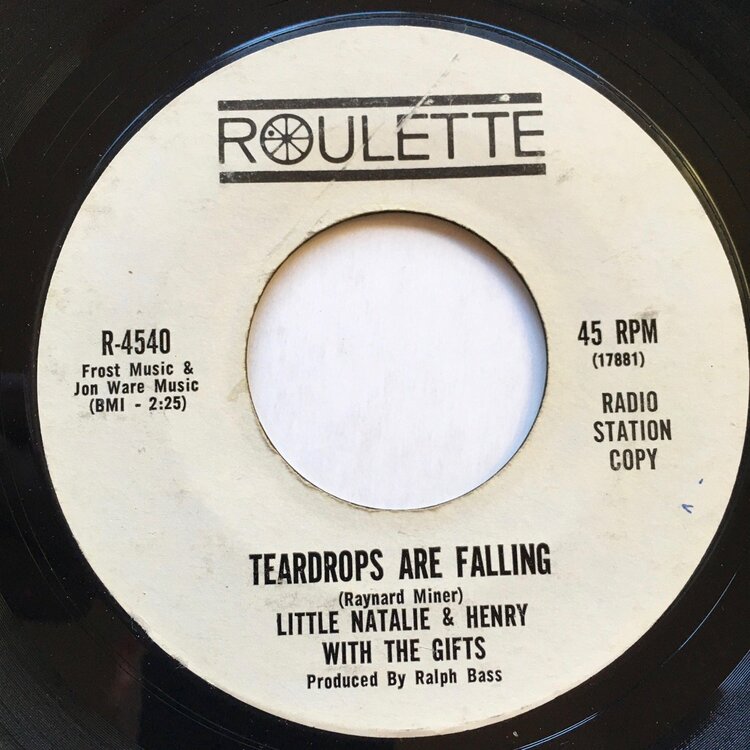 ROULETTE
R-4540
Frost Music &
Jon Ware Music
(BMI - 2:25)
45 RPM
(17881)
RADIO
STATION
COPY
TEARDROPS ARE FALLING
(Raynard Miner)
LITTLE NATALIE & HENRY
WITH THE GIFTS
Produced By Ralph Bass